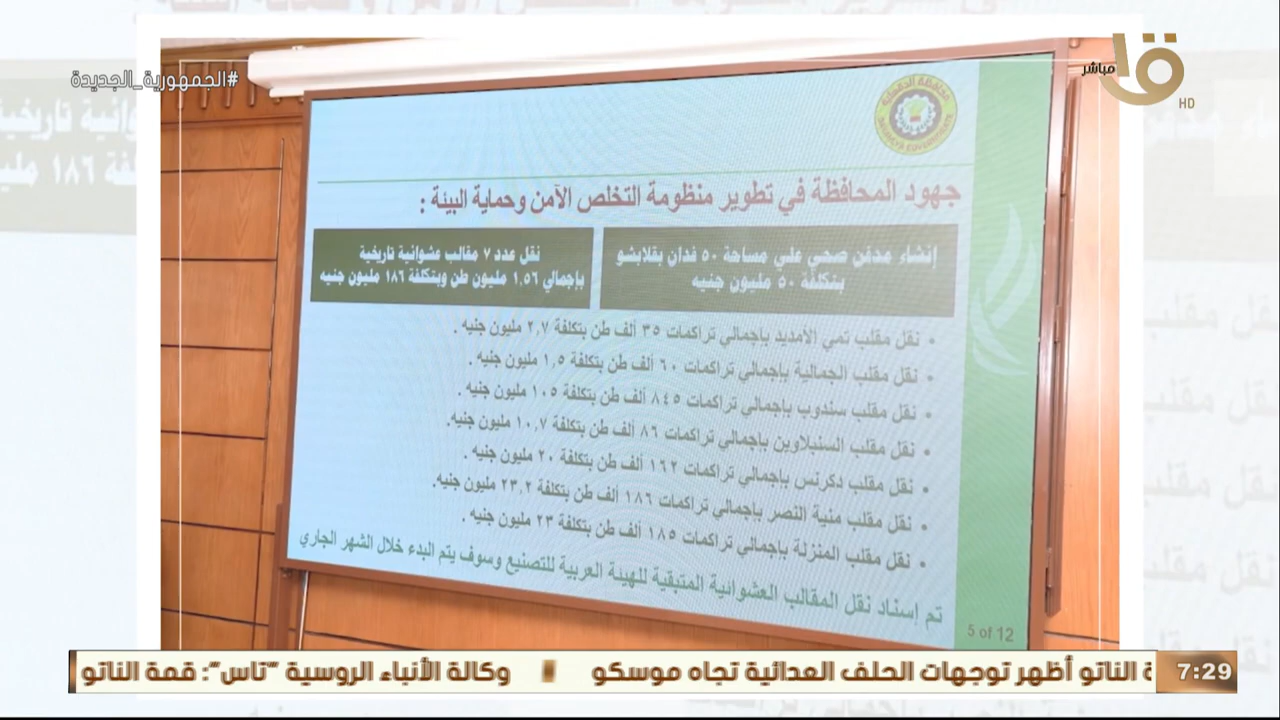 #الجمهورية_الجديدة
مباشر
HD
محافظة الدقهلية
جهود المحافظة في تطوير منظومة التخلص الآمن وحماية البيئة :
إنشاء مدفن صحي علي مساحة ٥٠ فدان بقلابشو
بتكلفة ٥٠ مليون جنيه
نقل عدد ٧ مقالب عشوائية تاريخية
بإجمالي ١,٥٦ مليون طن وبتكلفة ١٨٦ مليون جنيه
• نقل مقلب تمي الأمديد بإجمالي تراكمات ٣٥ ألف طن بتكلفة ٢,٧ مليون جنيه .
• نقل مقلب الجمالية بإجمالي تراكمات ٦٠ ألف طن بتكلفة ١,٥ مليون جنيه .
• نقل مقلب سندوب بإجمالي تراكمات ٨٤٥ ألف طن بتكلفة ١٠٥ مليون جنيه .
• نقل مقلب السنبلاوين بإجمالي تراكمات ٨٦ ألف طن بتكلفة ١٠,٧ مليون جنيه.
• نقل مقلب دكرنس بإجمالي تراكمات ١٦٢ ألف طن بتكلفة ٢٠ مليون جنيه .
• نقل مقلب منية النصر بإجمالي تراكمات ١٨٦ ألف طن بتكلفة ٢٣,٢ مليون جنيه.
• نقل مقلب المنزلة بإجمالي تراكمات ١٨٥ ألف طن بتكلفة ٢٣ مليون جنيه .
تم إسناد نقل المقالب العشوائية المتبقية للهيئة العربية للتصنيع وسوف يتم البدء خلال الشهر الجاري
5 of 12
الناتو أظهر توجهات الحلف العدائية تجاه موسكو
وكالة الأنباء الروسية "تاس": قمة الناتو
7:29